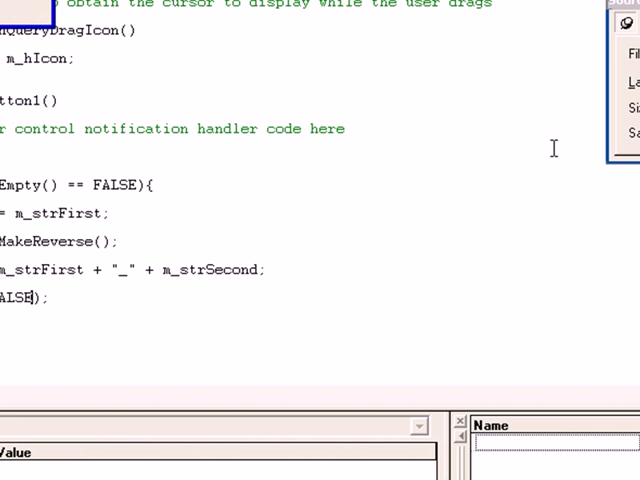 obtain the cursor to display while the user drags
QueryDragIcon()
m_hIcon;
tton1()
r control notification handler code here
Empty() == FALSE){
= m_strFirst;
MakeReverse();
m_strFirst + "_" + m_strSecond;
ALSE);
Value
Name